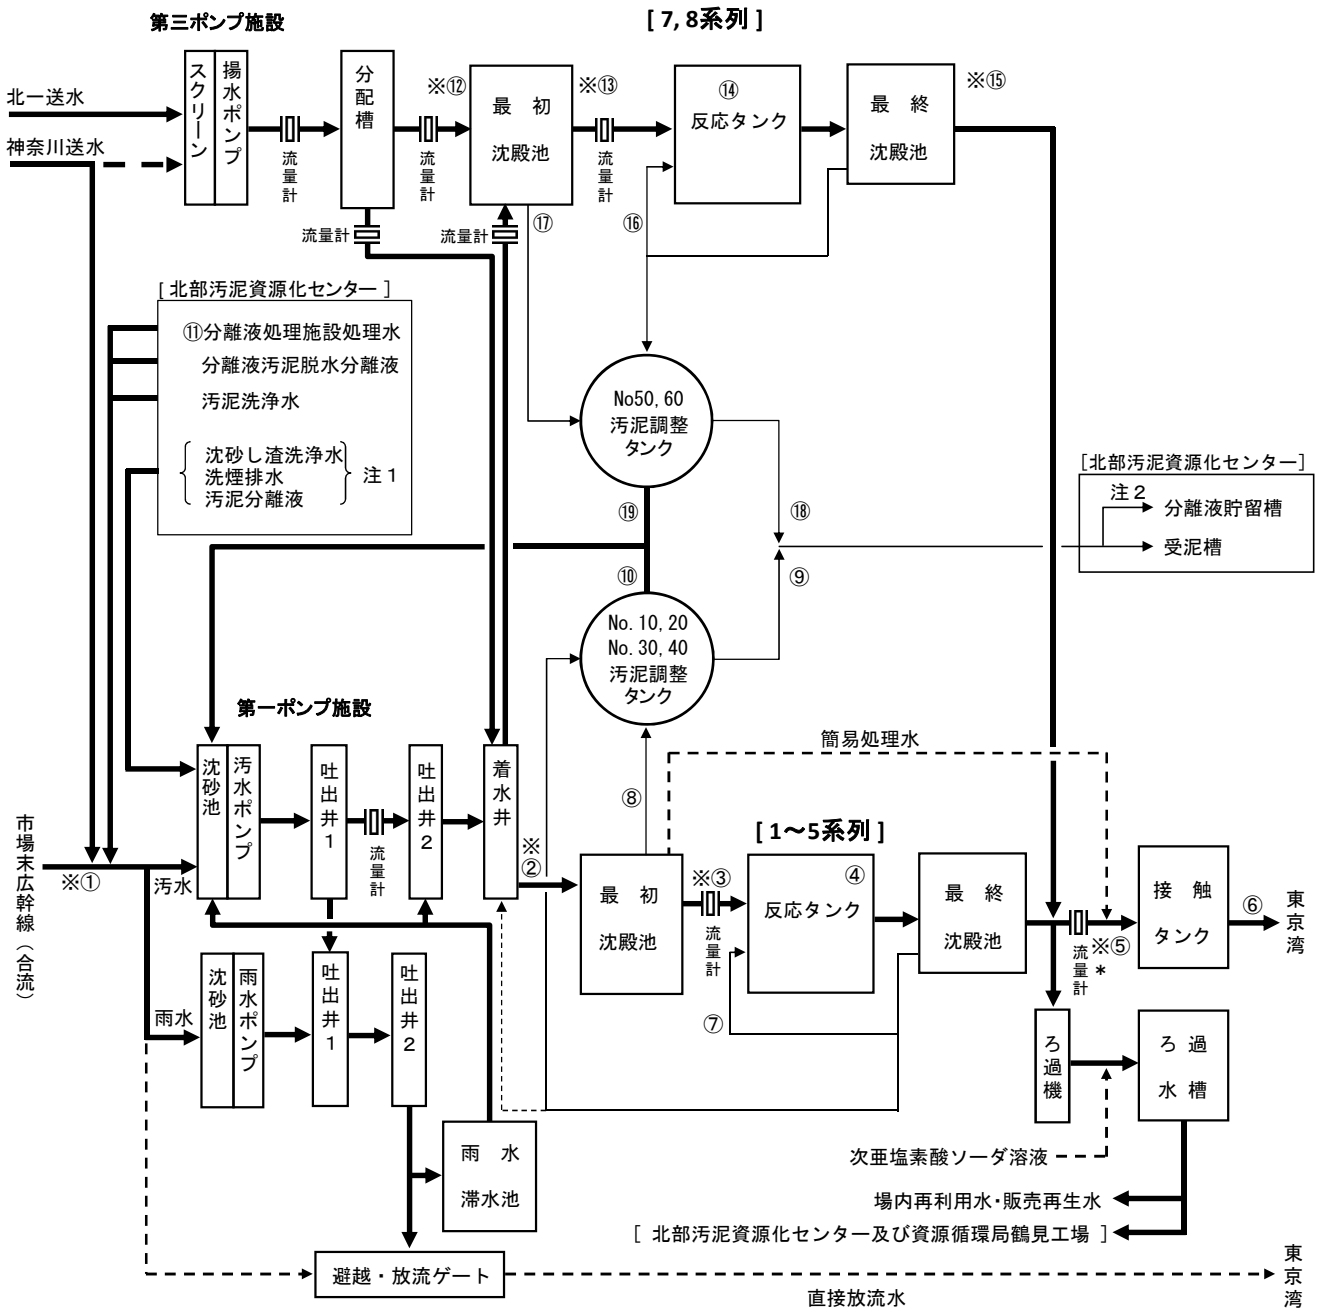 第三ポンプ施設
[ 7, 8系列 ]
北一送水
神奈川送水
スクリーン
揚水ポンプ
流量計
分配槽
流量計
※⑫
最 初
沈殿池
※⑬
流量計
⑭
反応タンク
最 終
沈殿池
※⑮
流量計
流量計
⑰
⑯
[ 北部汚泥資源化センター ]
⑪分離液処理施設処理水
分離液汚泥脱水分離液
汚泥洗浄水
沈砂し渣洗浄水
洗煙排水
汚泥分離液
注１
No50, 60
汚泥調整
タンク
[北部汚泥資源化センター]
注２
分離液貯留槽
受泥槽
⑲
⑱
⑩
⑨
No. 10, 20
No. 30, 40
汚泥調整
タンク
第一ポンプ施設
簡易処理水
沈砂池
汚水ポンプ
吐出井１
流量計
吐出井２
着水井
⑧
※
②
[ 1～5系列 ]
市場末広幹線（合流）
※①
汚水
最 初
沈殿池
※③
流量計
④
反応タンク
最 終
沈殿池
流量計
※⑤
*
接 触
タンク
⑥
東京湾
沈砂池
雨水ポンプ
吐出井１
吐出井２
雨水
⑦
ろ過機
ろ 過
水 槽
雨 水
滞水池
次亜塩素酸ソーダ溶液
場内再利用水・販売再生水
[ 北部汚泥資源化センター及び資源循環局鶴見工場 ]
避越・放流ゲート
直接放流水
東京湾